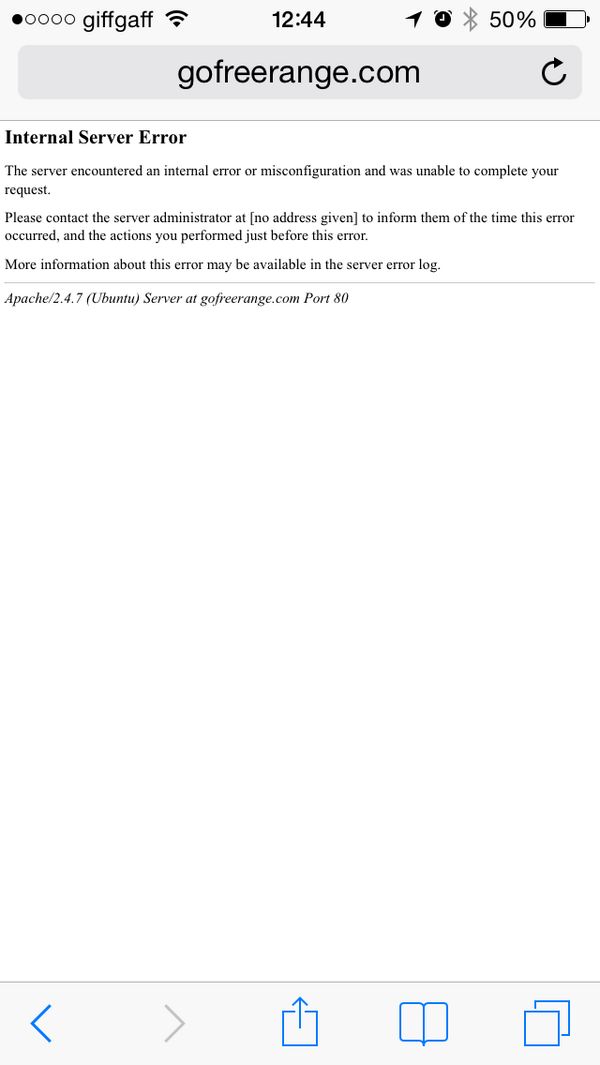 giffgaff 12:44 50%
gofreerange.com
Internal Server Error
The server encountered an internal error or misconfiguration and was unable to complete your
request.
Please contact the server administrator at [no address given] to inform them of the time this error
occurred, and the actions you performed just before this error.
More information about this error may be available in the server error log.
Apache/2.4.7 (Ubuntu) Server at gofreerange.com Port 80